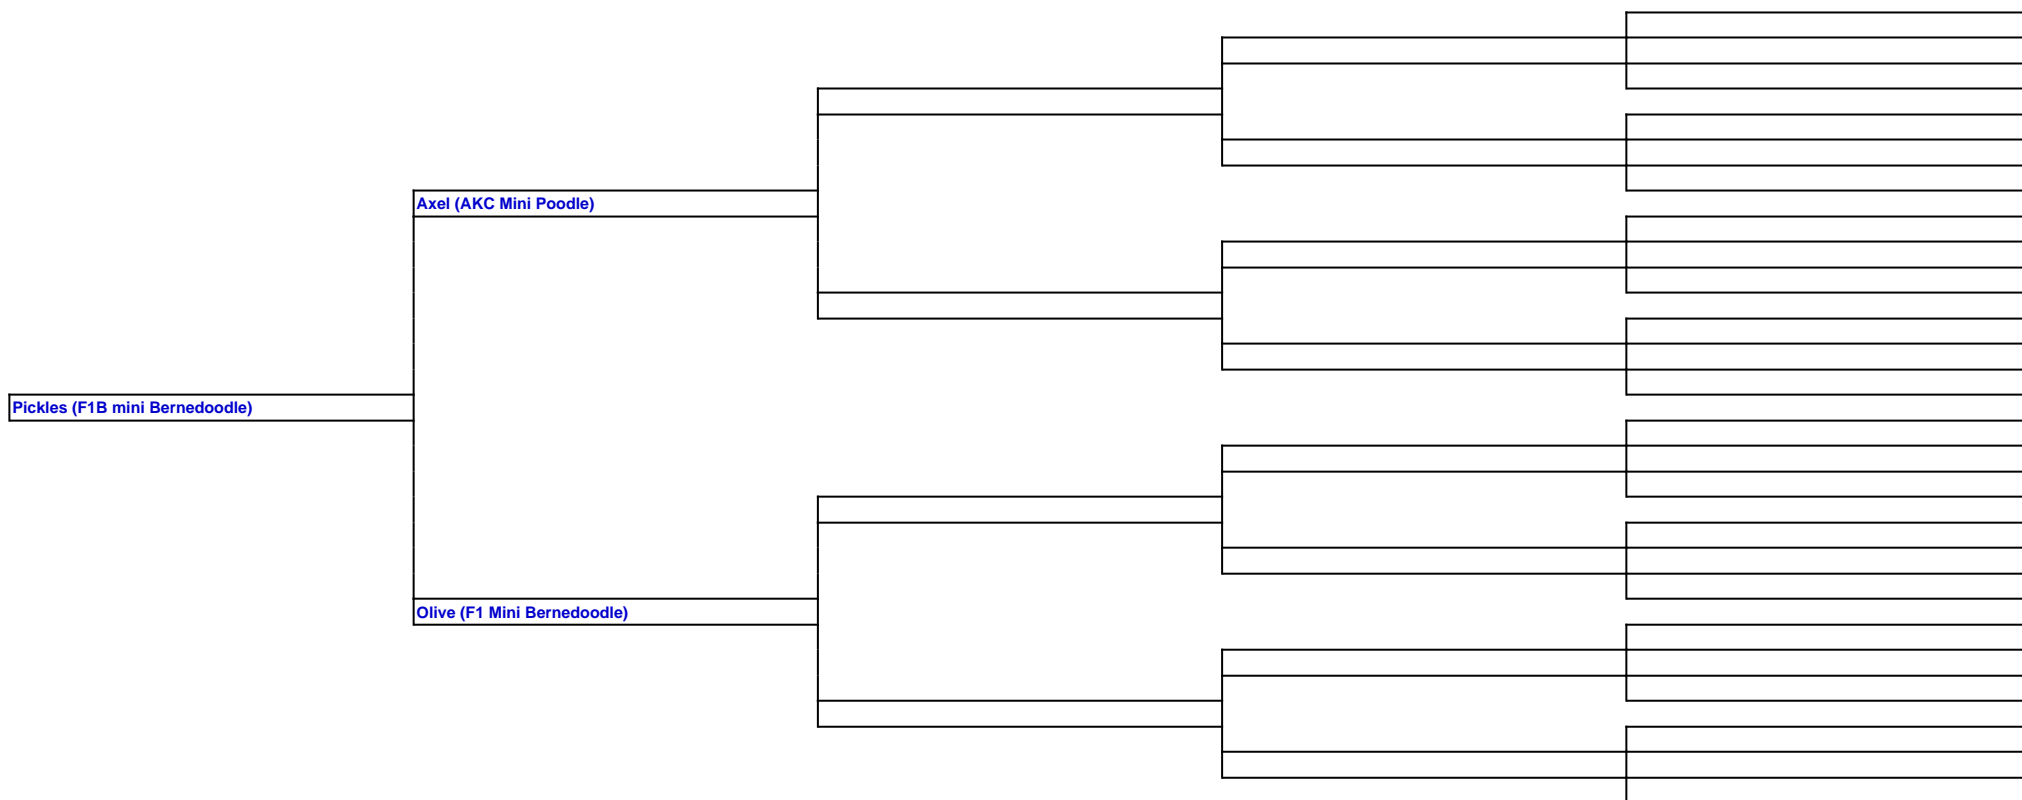 Axel (AKC Mini Poodle)
Pickles (F1B mini Bernedoodle)
Olive (F1 Mini Bernedoodle)